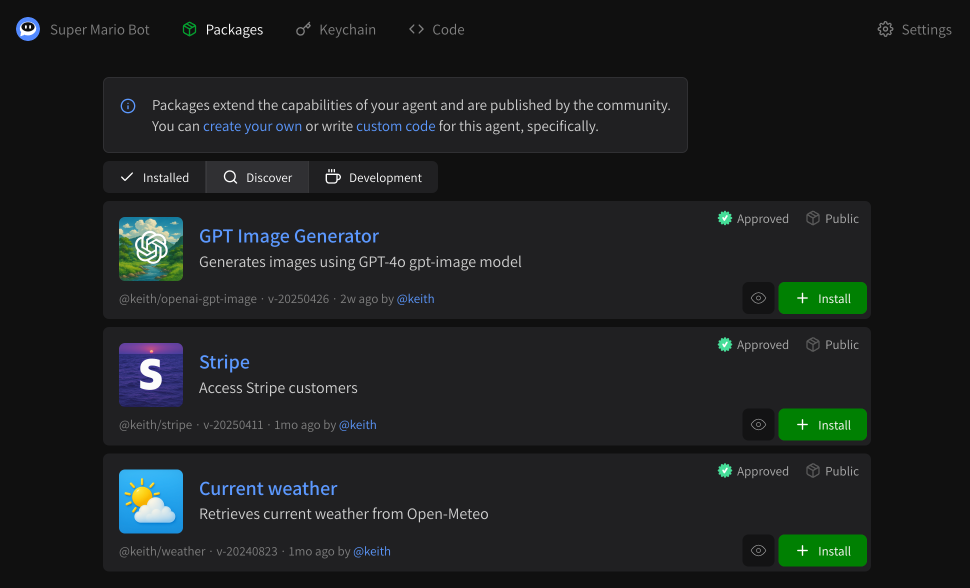 Super Mario Bot Packages Keychain Code Settings
Packages extend the capabilities of your agent and are published by the community.
You can create your own or write custom code for this agent, specifically.
Installed Discover Development
Approved Public
GPT Image Generator
Generates images using GPT-4o gpt-image model
@keith/openai-gpt-image · v-20250426 · 2w ago by @keith
Install
Approved Public
S
Stripe
Access Stripe customers
@keith/stripe · v-20250411 · 1mo ago by @keith
Install
Approved Public
Current weather
Retrieves current weather from Open-Meteo
@keith/weather · v-20240823 · 1mo ago by @keith
Install